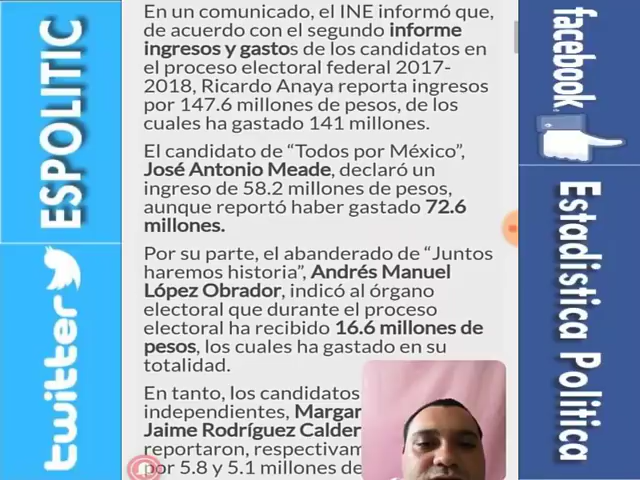 ESPOLITIC
twitter
En un comunicado, el INE informó que,
de acuerdo con el segundo informe
ingresos y gastos de los candidatos en
el proceso electoral federal 2017-
2018, Ricardo Anaya reporta ingresos
por 147.6 millones de pesos, de los
cuales ha gastado 141 millones.
El candidato de “Todos por México”,
José Antonio Meade, declaró un
ingreso de 58.2 millones de pesos,
aunque reportó haber gastado 72.6
millones.
Por su parte, el abanderado de “Juntos
haremos historia”, Andrés Manuel
López Obrador, indicó al órgano
electoral que durante el proceso
electoral ha recibido 16.6 millones de
pesos, los cuales ha gastado en su
totalidad.
En tanto, los candidatos
independientes, Margar
Jaime Rodríguez Calder
reportaron, respectivam
por 5.8 y 5.1 millones de
facebook
Estadistica Politica